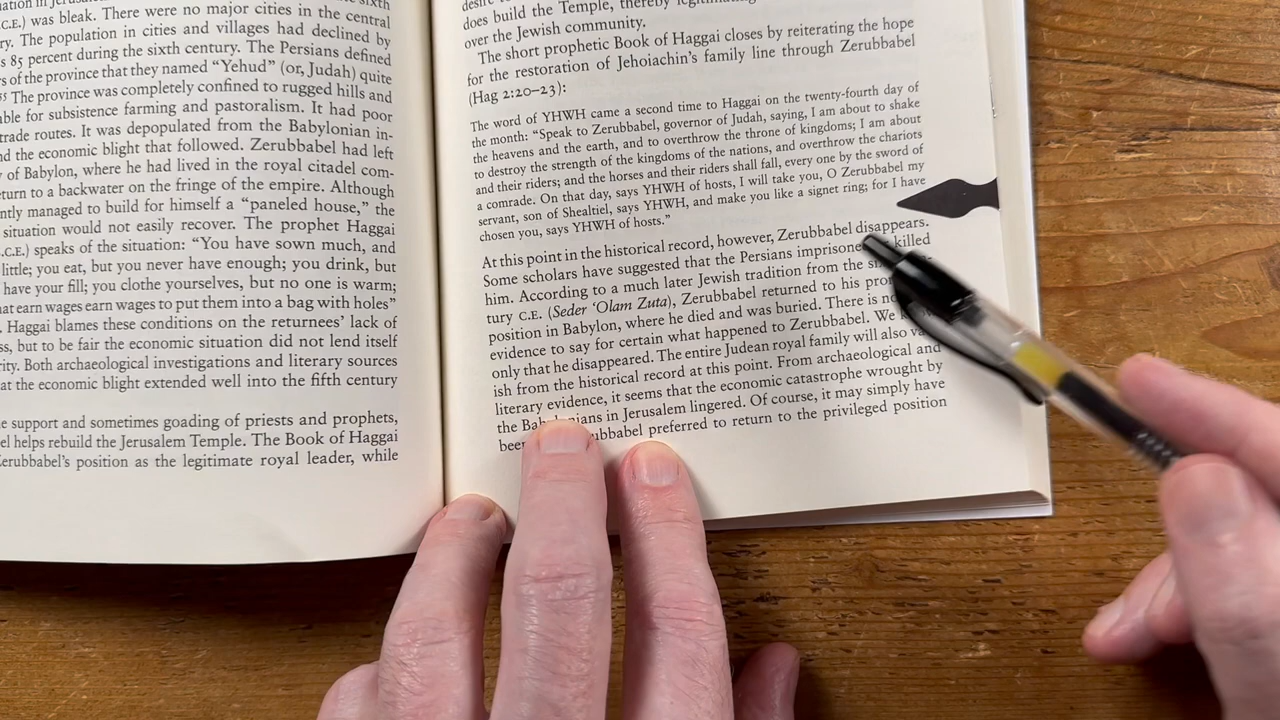 sixth
C.E.) was bleak. There were no major cities in the central
ry. The population in cities and villages had declined by
s 85 percent during the sixth century. The Persians defined
s of the province that they named “Yehud” (or, Judah) quite
The province was completely confined to rugged hills and
able for subsistence farming and pastoralism. It had poor
trade routes. It was depopulated from the Babylonian in-
nd the economic blight that followed. Zerubbabel had left
y of Babylon, where he had lived in the royal citadel com-
eturn to a backwater on the fringe of the empire. Although
ntly managed to build for himself a “paneled house,” the
situation would not easily recover. The prophet Haggai
C.E.) speaks of the situation: “You have sown much, and
little; you eat, but you never have enough; you drink, but
have your fill; you clothe yourselves, but no one is warm;
at earn wages earn wages to put them into a bag with holes”
. Haggai blames these conditions on the returnees’ lack of
ss, but to be fair the economic situation did not lend itself
rity. Both archaeological investigations and literary sources
at the economic blight extended well into the fifth century
e support and sometimes goading of priests and prophets,
el helps rebuild the Jerusalem Temple. The Book of Haggai
Zerubbabel’s position as the legitimate royal leader, while
desire to
does build the Temple, thereby
over the Jewish community.
The short prophetic Book of Haggai closes by reiterating the hope
for the restoration of Jehoiachin’s family line through Zerubbabel
(Hag 2:20–23):
The word of YHWH came a second time to Haggai on the twenty-fourth day of
the month: “Speak to Zerubbabel, governor of Judah, saying, I am about to shake
the heavens and the earth, and to overthrow the throne of kingdoms; I am about
to destroy the strength of the kingdoms of the nations, and overthrow the chariots
and their riders; and the horses and their riders shall fall, every one by the sword of
a comrade. On that day, says YHWH of hosts, I will take you, O Zerubbabel my
servant, son of Shealtiel, says YHWH, and make you like a signet ring; for I have
chosen you, says YHWH of hosts.”
At this point in the historical record, however, Zerubbabel disappears.
Some scholars have suggested that the Persians imprisone killed
him. According to a much later Jewish tradition from the
tury C.E. (Seder ‘Olam Zuta), Zerubbabel returned to his
position in Babylon, where he died and was buried. There is no
evidence to say for certain what happened to Zerubbabel. We
only that he disappeared. The entire Judean royal family will also
ish from the historical record at this point. From archaeological and
literary evidence, it seems that the economic catastrophe wrought by
the in Jerusalem lingered. Of course, it may simply have
preferred to return to the privileged position